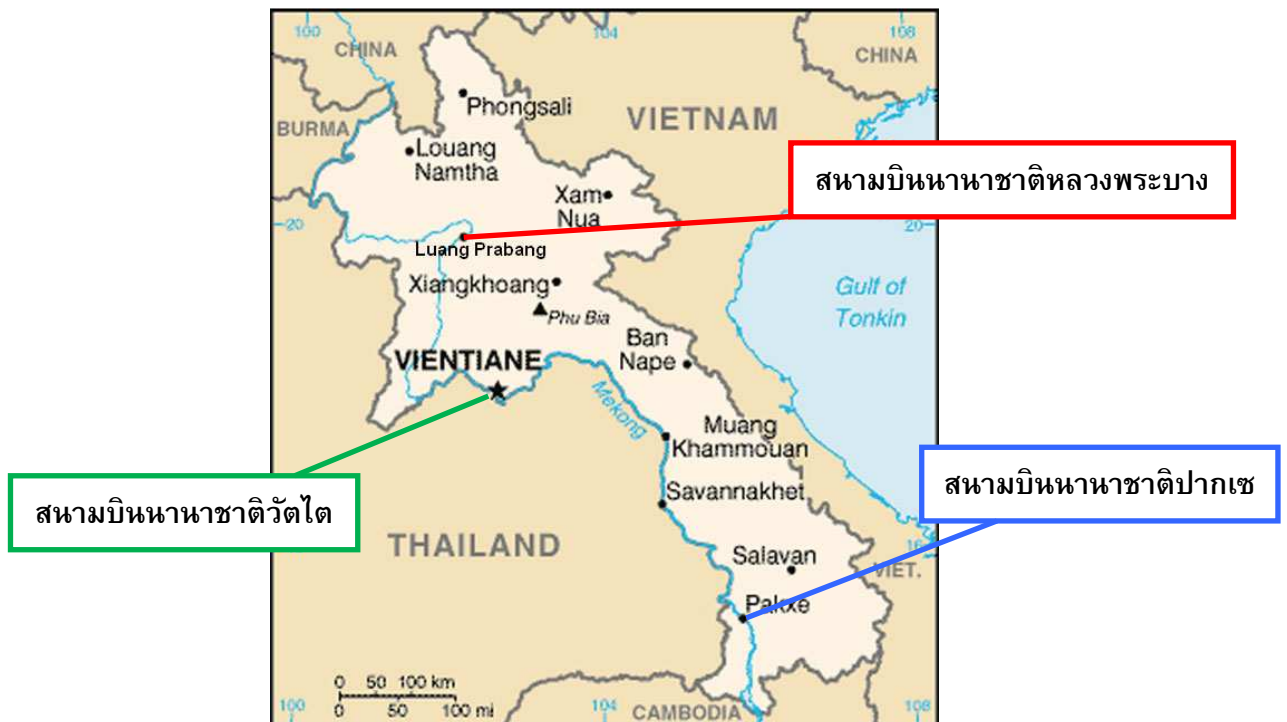 100
104
108
CHINA
CHINA
Phongsali
BURMA
VIETNAM
Louang
Namtha
สนามบินนานาชาติหลวงพระบาง
Xam
Nua
20
20
Luang Prabang
Xiangkhoang
Gulf of
Tonkin
Phu Bia
Ban
Nape
VIENTIANE
Mekong
Muang
Khammouan
สนามบินนานาชาติปากเซ
สนามบินนานาชาติวัตไต
Savannakhet
THAILAND
16
Salavan
VIET.
Pakxe
0 50 100 km
0 50 100 mi
100
104
CAMBODIA
108